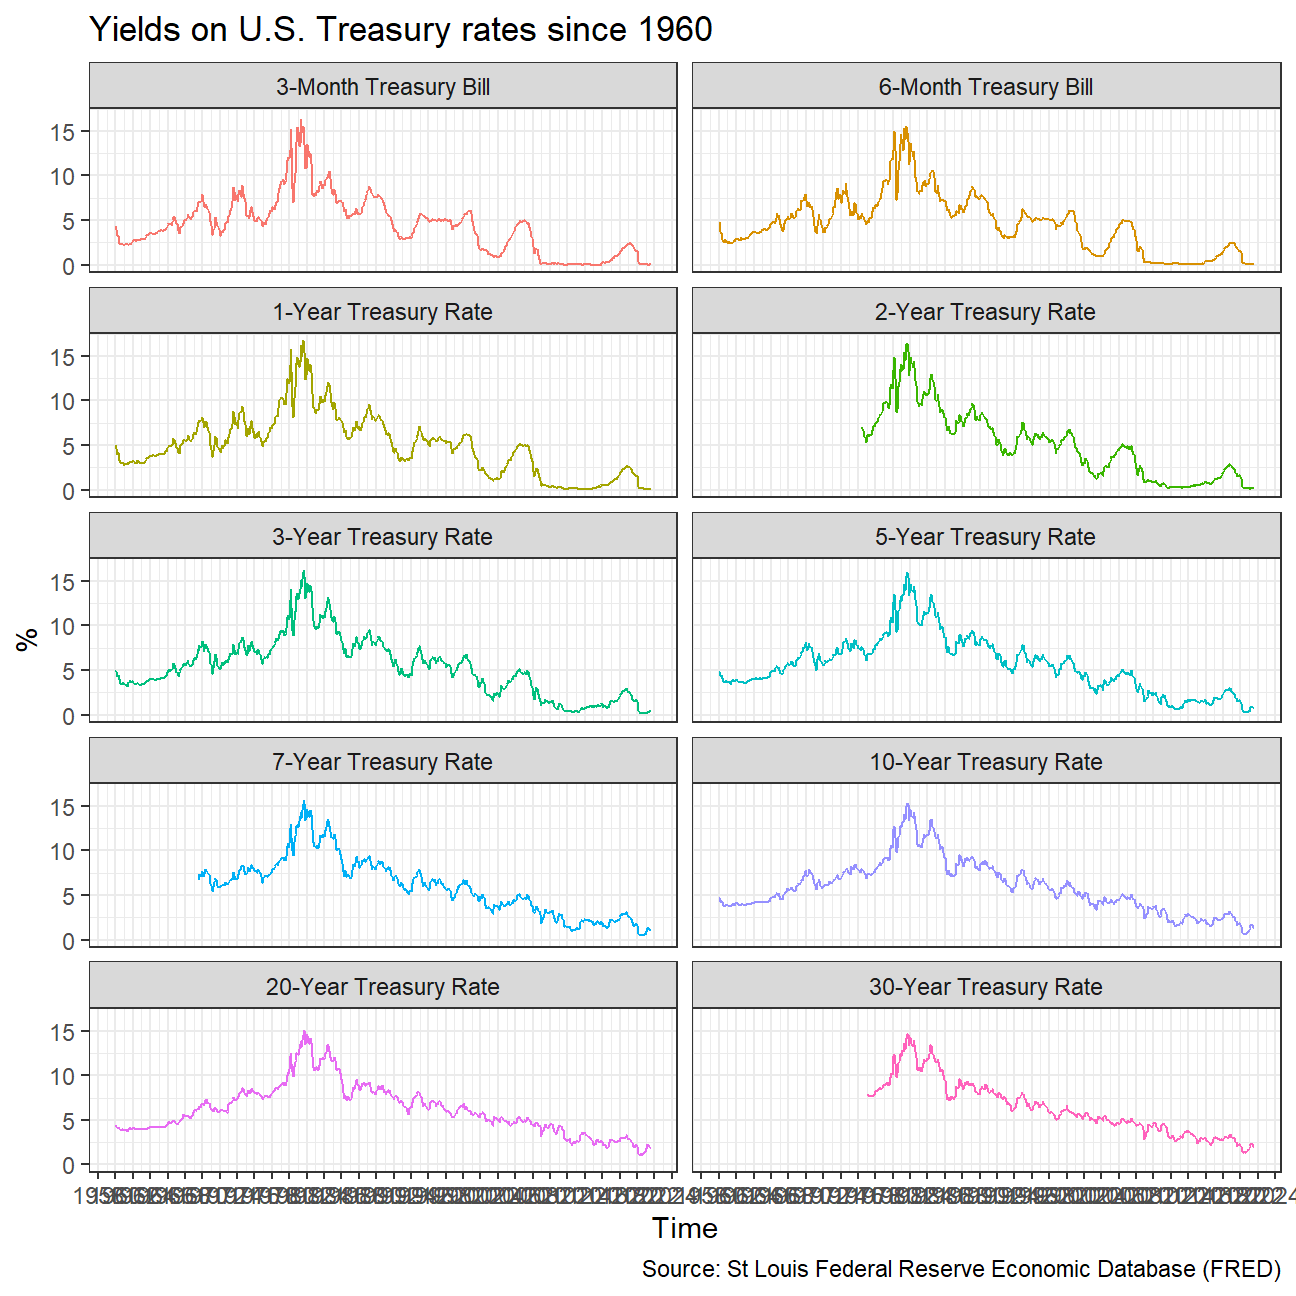 Yields on U.S. Treasury rates since 1960
3-Month Treasury Bill
6-Month Treasury Bill
15
10
5
0
1-Year Treasury Rate
2-Year Treasury Rate
15
10
5
0
3-Year Treasury Rate
5-Year Treasury Rate
15
10
5
0
%
7-Year Treasury Rate
10-Year Treasury Rate
15
10
5
0
20-Year Treasury Rate
30-Year Treasury Rate
15
10
5
0
Time
Source: St Louis Federal Reserve Economic Database (FRED)